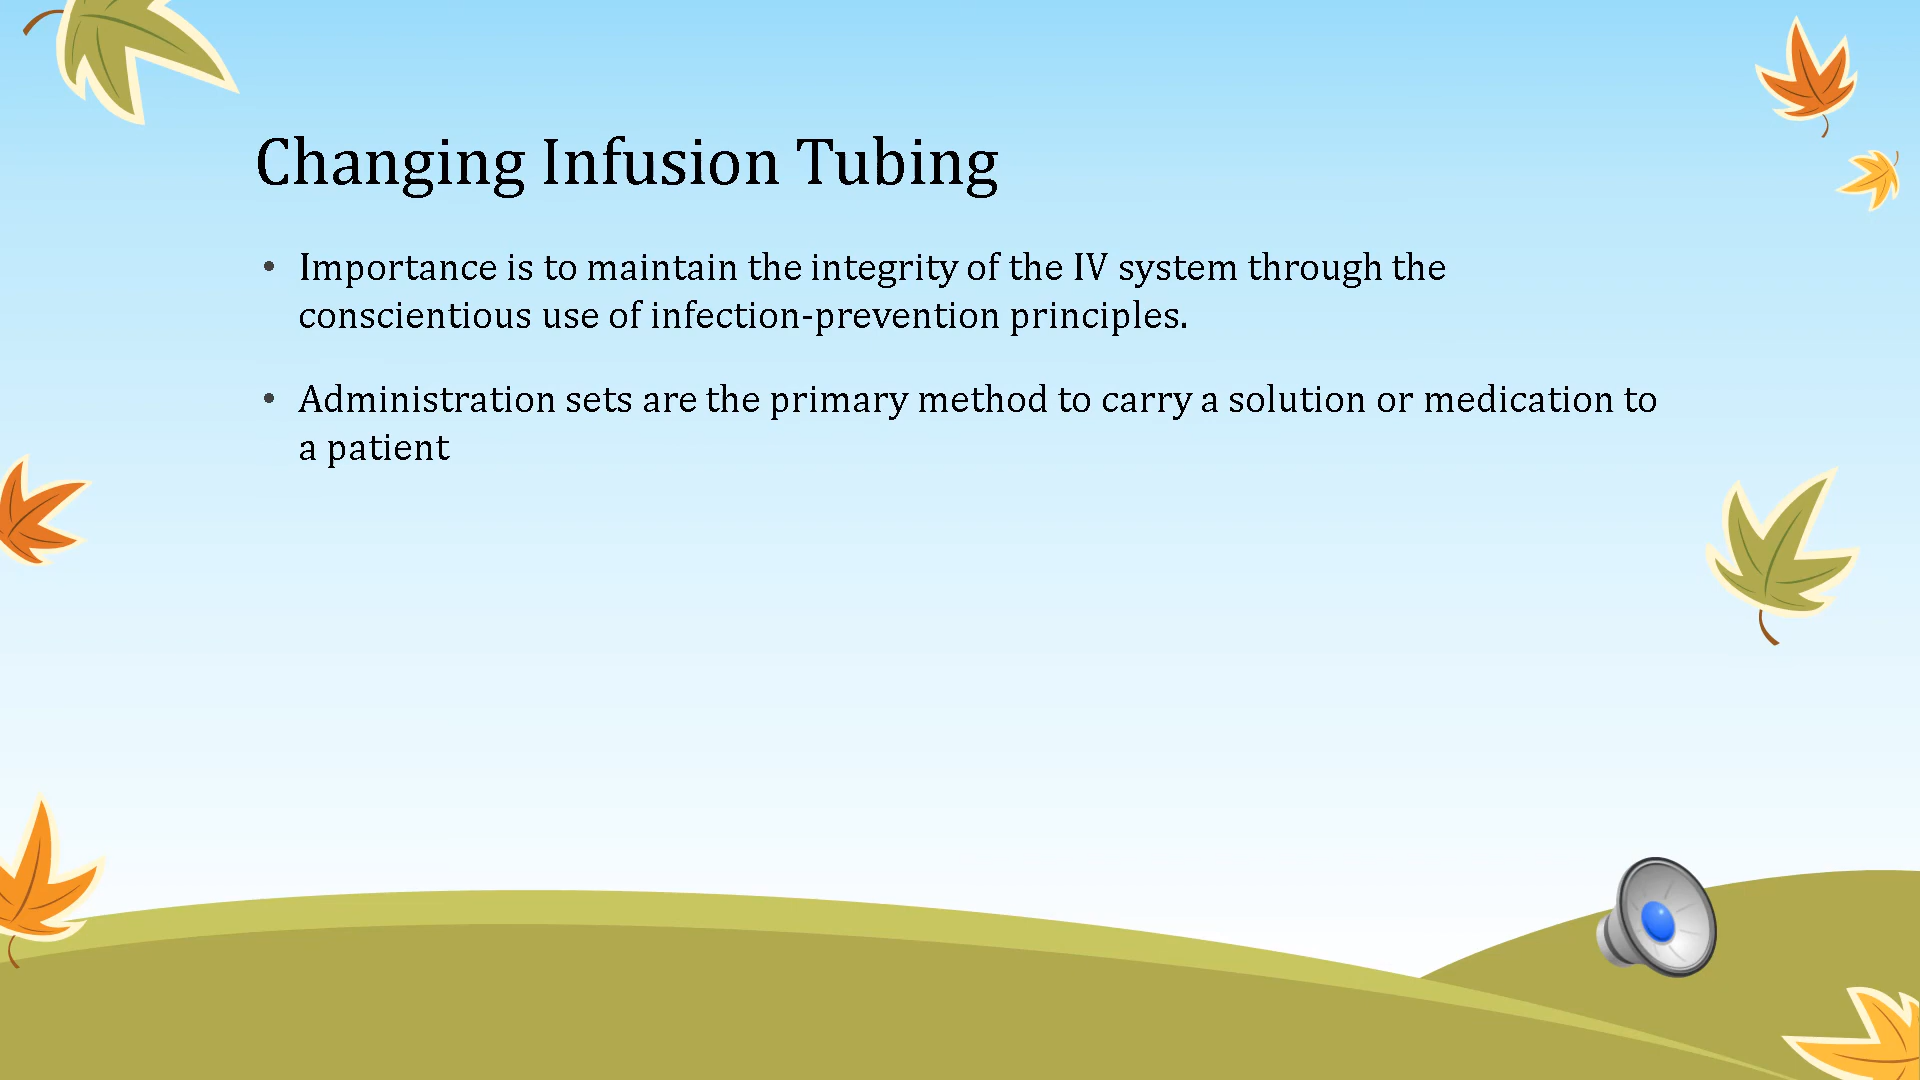 Changing Infusion Tubing
• Importance is to maintain the integrity of the IV system through the
conscientious use of infection-prevention principles.
• Administration sets are the primary method to carry a solution or medication to
a patient